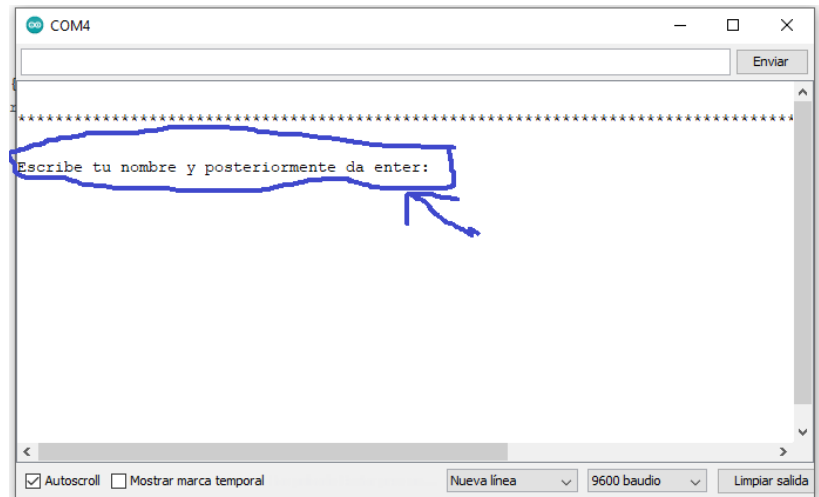 COM4
Enviar
**********************************************************************************
Escribe tu nombre y posteriormente da enter:
Autoscroll Mostrar marca temporal Nueva línea 9600 baudio Limpiar salida